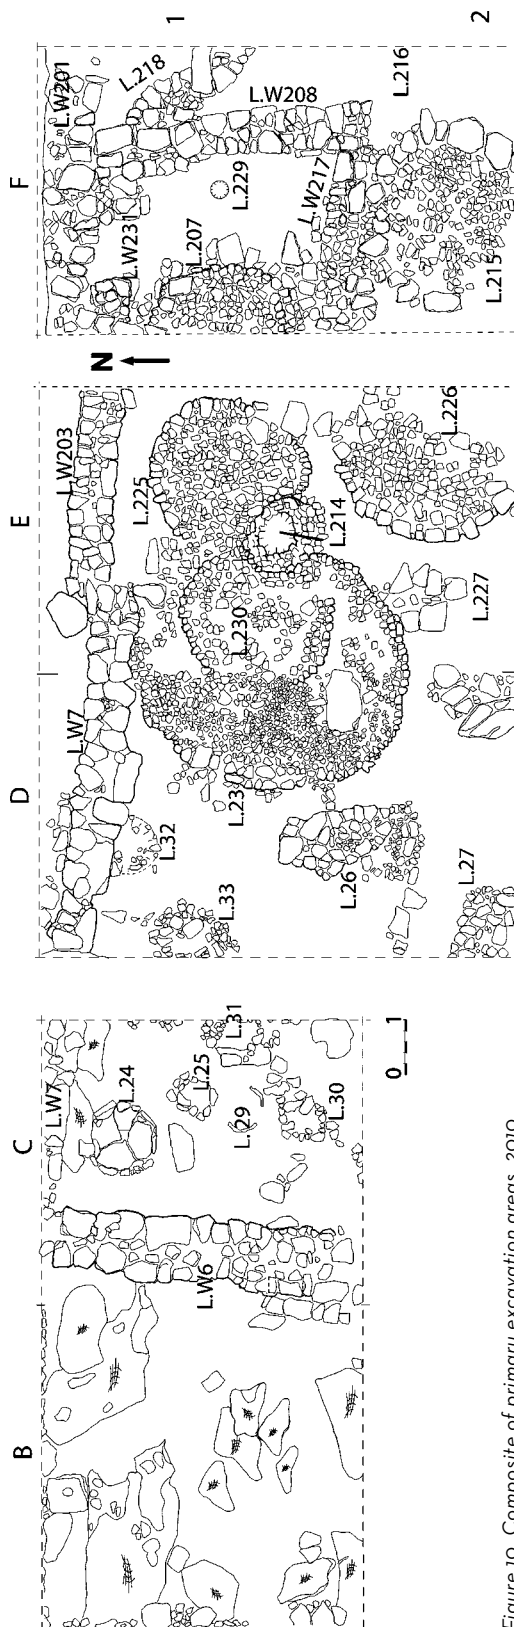 B
C
D
E
F
1
2
L.W7
L.24
L.25
L.29
L.30
L.31
L.W6
0 1
L.W7
L.32
L.33
L.23
L.26
L.27
L.W203
L.225
L.230
L.214
L.226
L.227
N
L.W201
L.218
L.W208
L.W231
L.229
L.207
L.W217
L.216
L.215
Figure 10. Composite of primary excavation areas, 2010